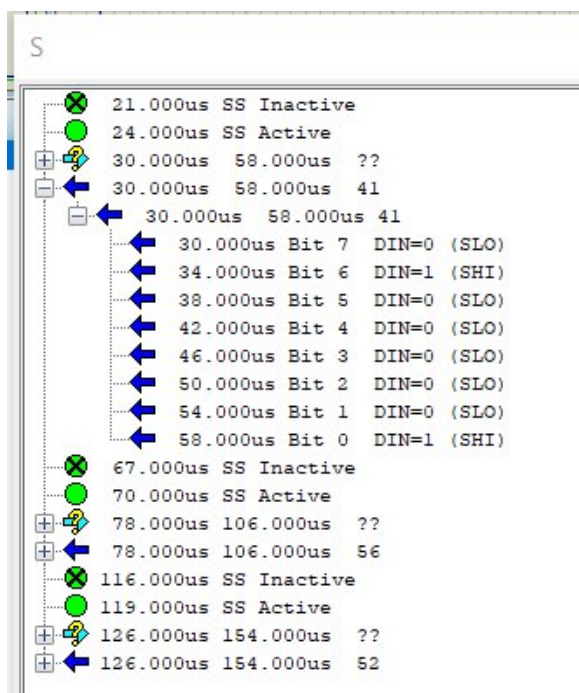 S
21.000us SS Inactive
24.000us SS Active
30.000us 58.000us ??
30.000us 58.000us 41
30.000us 58.000us 41
30.000us Bit 7 DIN=0 (SLO)
34.000us Bit 6 DIN=1 (SHI)
38.000us Bit 5 DIN=0 (SLO)
42.000us Bit 4 DIN=0 (SLO)
46.000us Bit 3 DIN=0 (SLO)
50.000us Bit 2 DIN=0 (SLO)
54.000us Bit 1 DIN=0 (SLO)
58.000us Bit 0 DIN=1 (SHI)
67.000us SS Inactive
70.000us SS Active
78.000us 106.000us ??
78.000us 106.000us 56
116.000us SS Inactive
119.000us SS Active
126.000us 154.000us ??
126.000us 154.000us 52